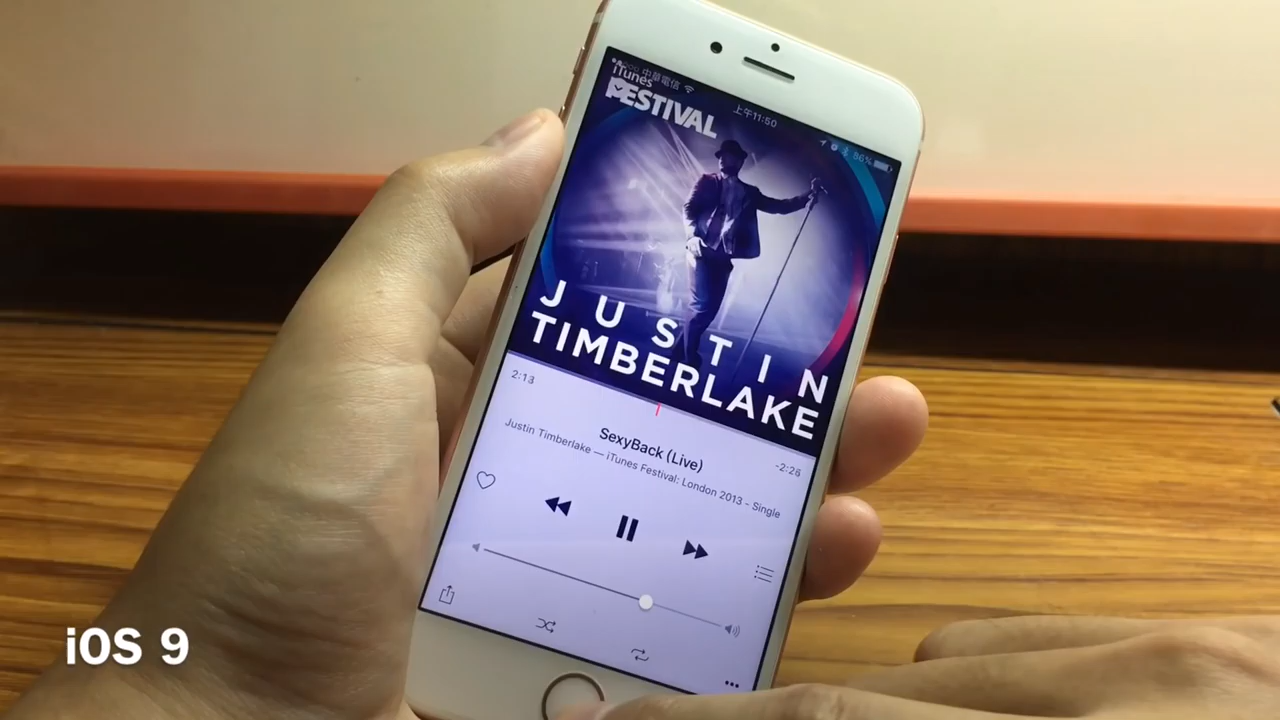 中華電信
上午11:50
86%
iTunes
FESTIVAL
JUSTIN
TIMBERLAKE
2:13
-2:26
SexyBack (Live)
Justin Timberlake — iTunes Festival: London 2013 - Single
iOS 9